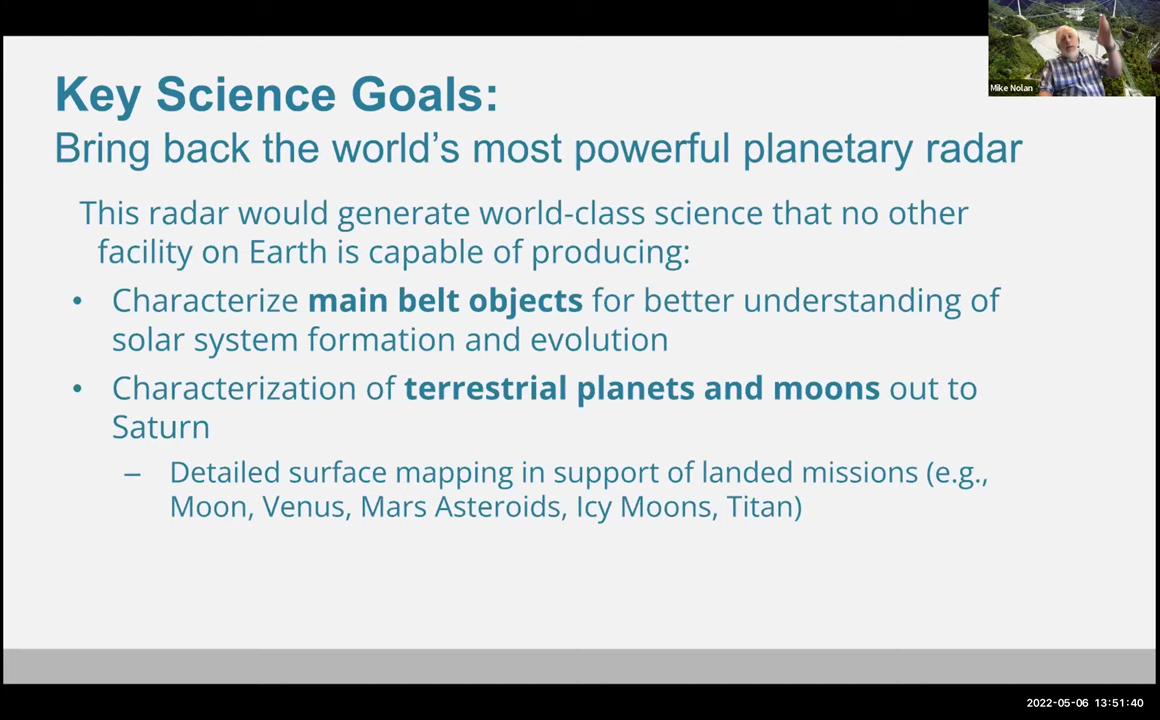 Key Science Goals:
Bring back the world's most powerful planetary radar
This radar would generate world-class science that no other
facility on Earth is capable of producing:
• Characterize main belt objects for better understanding of
solar system formation and evolution
• Characterization of terrestrial planets and moons out to
Saturn
– Detailed surface mapping in support of landed missions (e.g.,
Moon, Venus, Mars Asteroids, Icy Moons, Titan)
Mike Nolan
2022-05-06 13:51:40